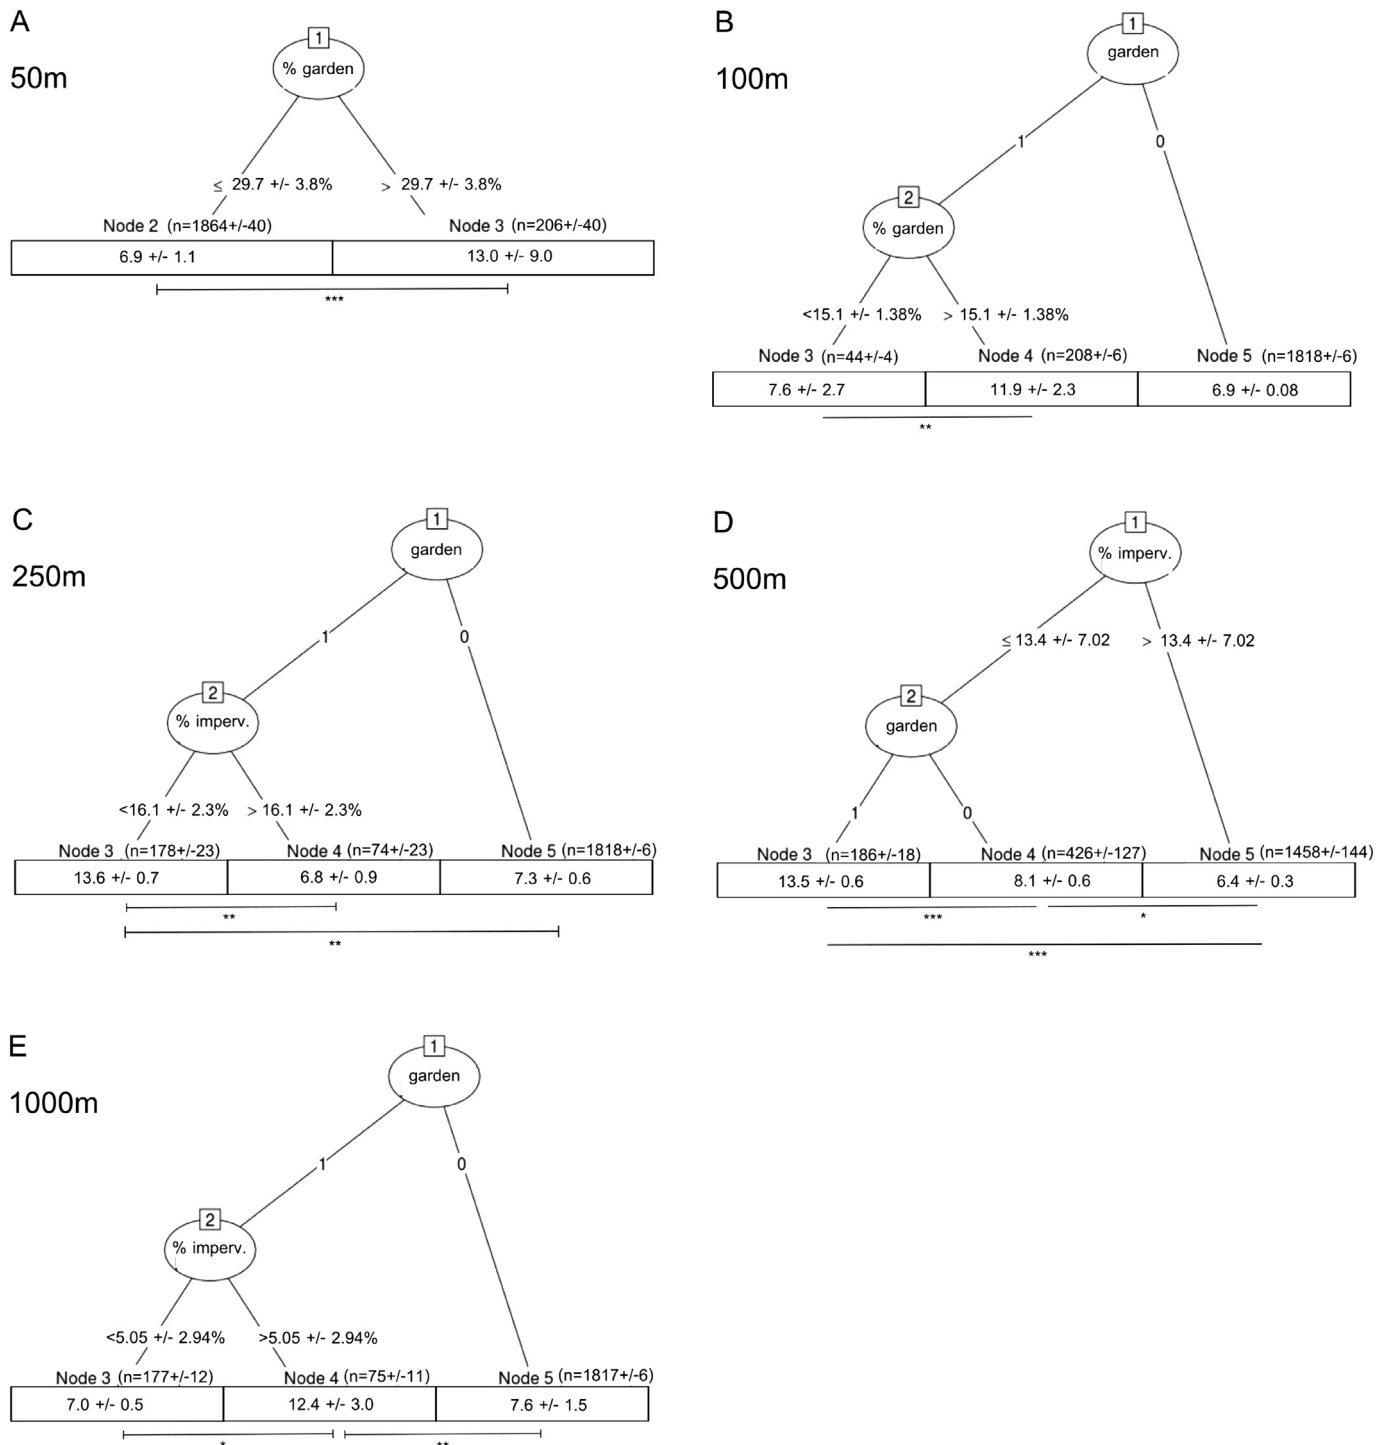 A
50m
1
% garden
≤ 29.7 +/- 3.8%
> 29.7 +/- 3.8%
Node 2 (n=1864+/-40)
Node 3 (n=206+/-40)
6.9 +/- 1.1
13.0 +/- 9.0
***
B
100m
1
garden
1
0
2
% garden
<15.1 +/- 1.38%
> 15.1 +/- 1.38%
Node 3 (n=44+/-4)
Node 4 (n=208+/-6)
Node 5 (n=1818+/-6)
7.6 +/- 2.7
11.9 +/- 2.3
6.9 +/- 0.08
**
C
250m
1
garden
1
0
2
% imperv.
<16.1 +/- 2.3%
> 16.1 +/- 2.3%
Node 3 (n=178+/-23)
Node 4 (n=74+/-23)
Node 5 (n=1818+/-6)
13.6 +/- 0.7
6.8 +/- 0.9
7.3 +/- 0.6
**
**
D
500m
1
% imperv.
≤ 13.4 +/- 7.02
> 13.4 +/- 7.02
2
garden
1
0
Node 3 (n=186+/-18)
Node 4 (n=426+/-127)
Node 5 (n=1458+/-144)
13.5 +/- 0.6
8.1 +/- 0.6
6.4 +/- 0.3
***
*
***
E
1000m
1
garden
1
0
2
% imperv.
<5.05 +/- 2.94%
>5.05 +/- 2.94%
Node 3 (n=177+/-12)
Node 4 (n=75+/-11)
Node 5 (n=1817+/-6)
7.0 +/- 0.5
12.4 +/- 3.0
7.6 +/- 1.5
*
**